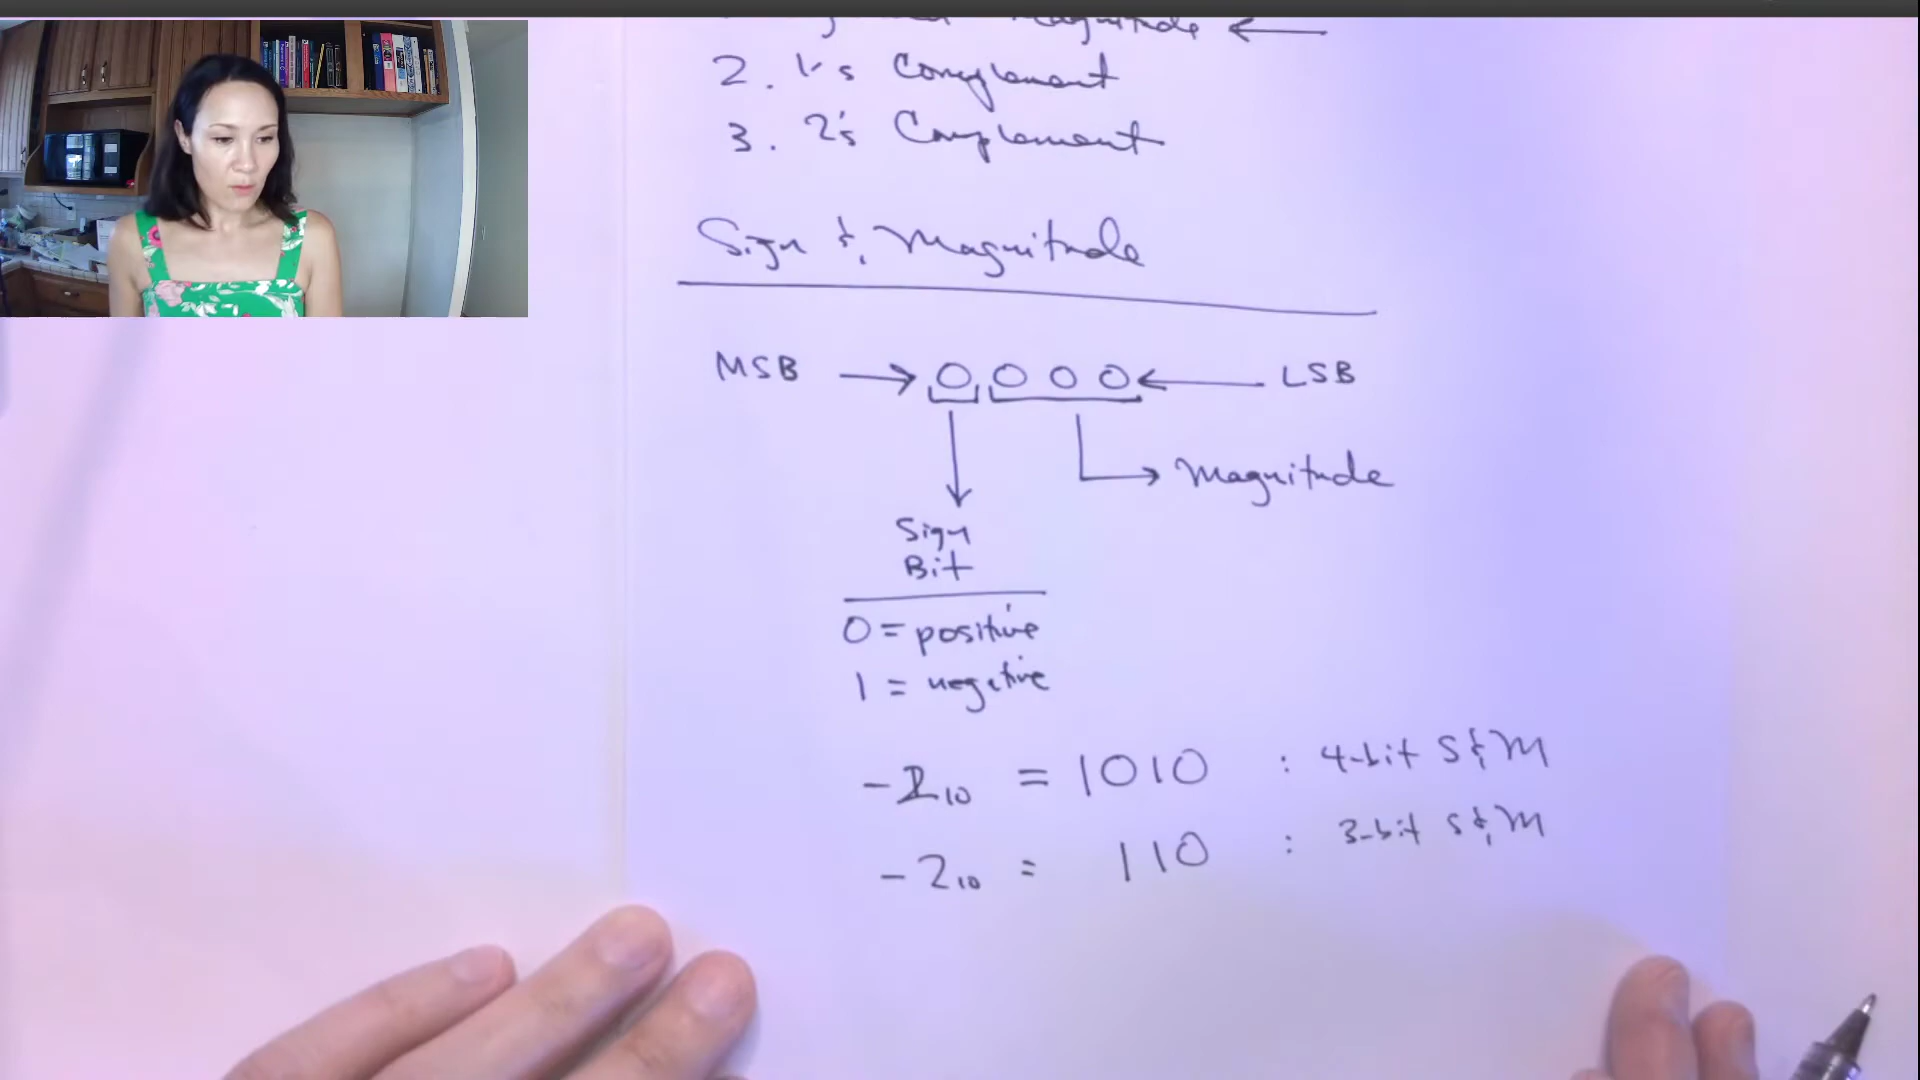 Magnitude ←
2. 1's Complement
3. 2's Complement
Sign & Magnitude
MSB → 0 0 0 0 ← LSB
→ Magnitude
Sign
Bit
0 = positive
1 = negative
-2₁₀ = 1010 : 4-bit S & M
-2₁₀ = 110 : 3-bit S & M